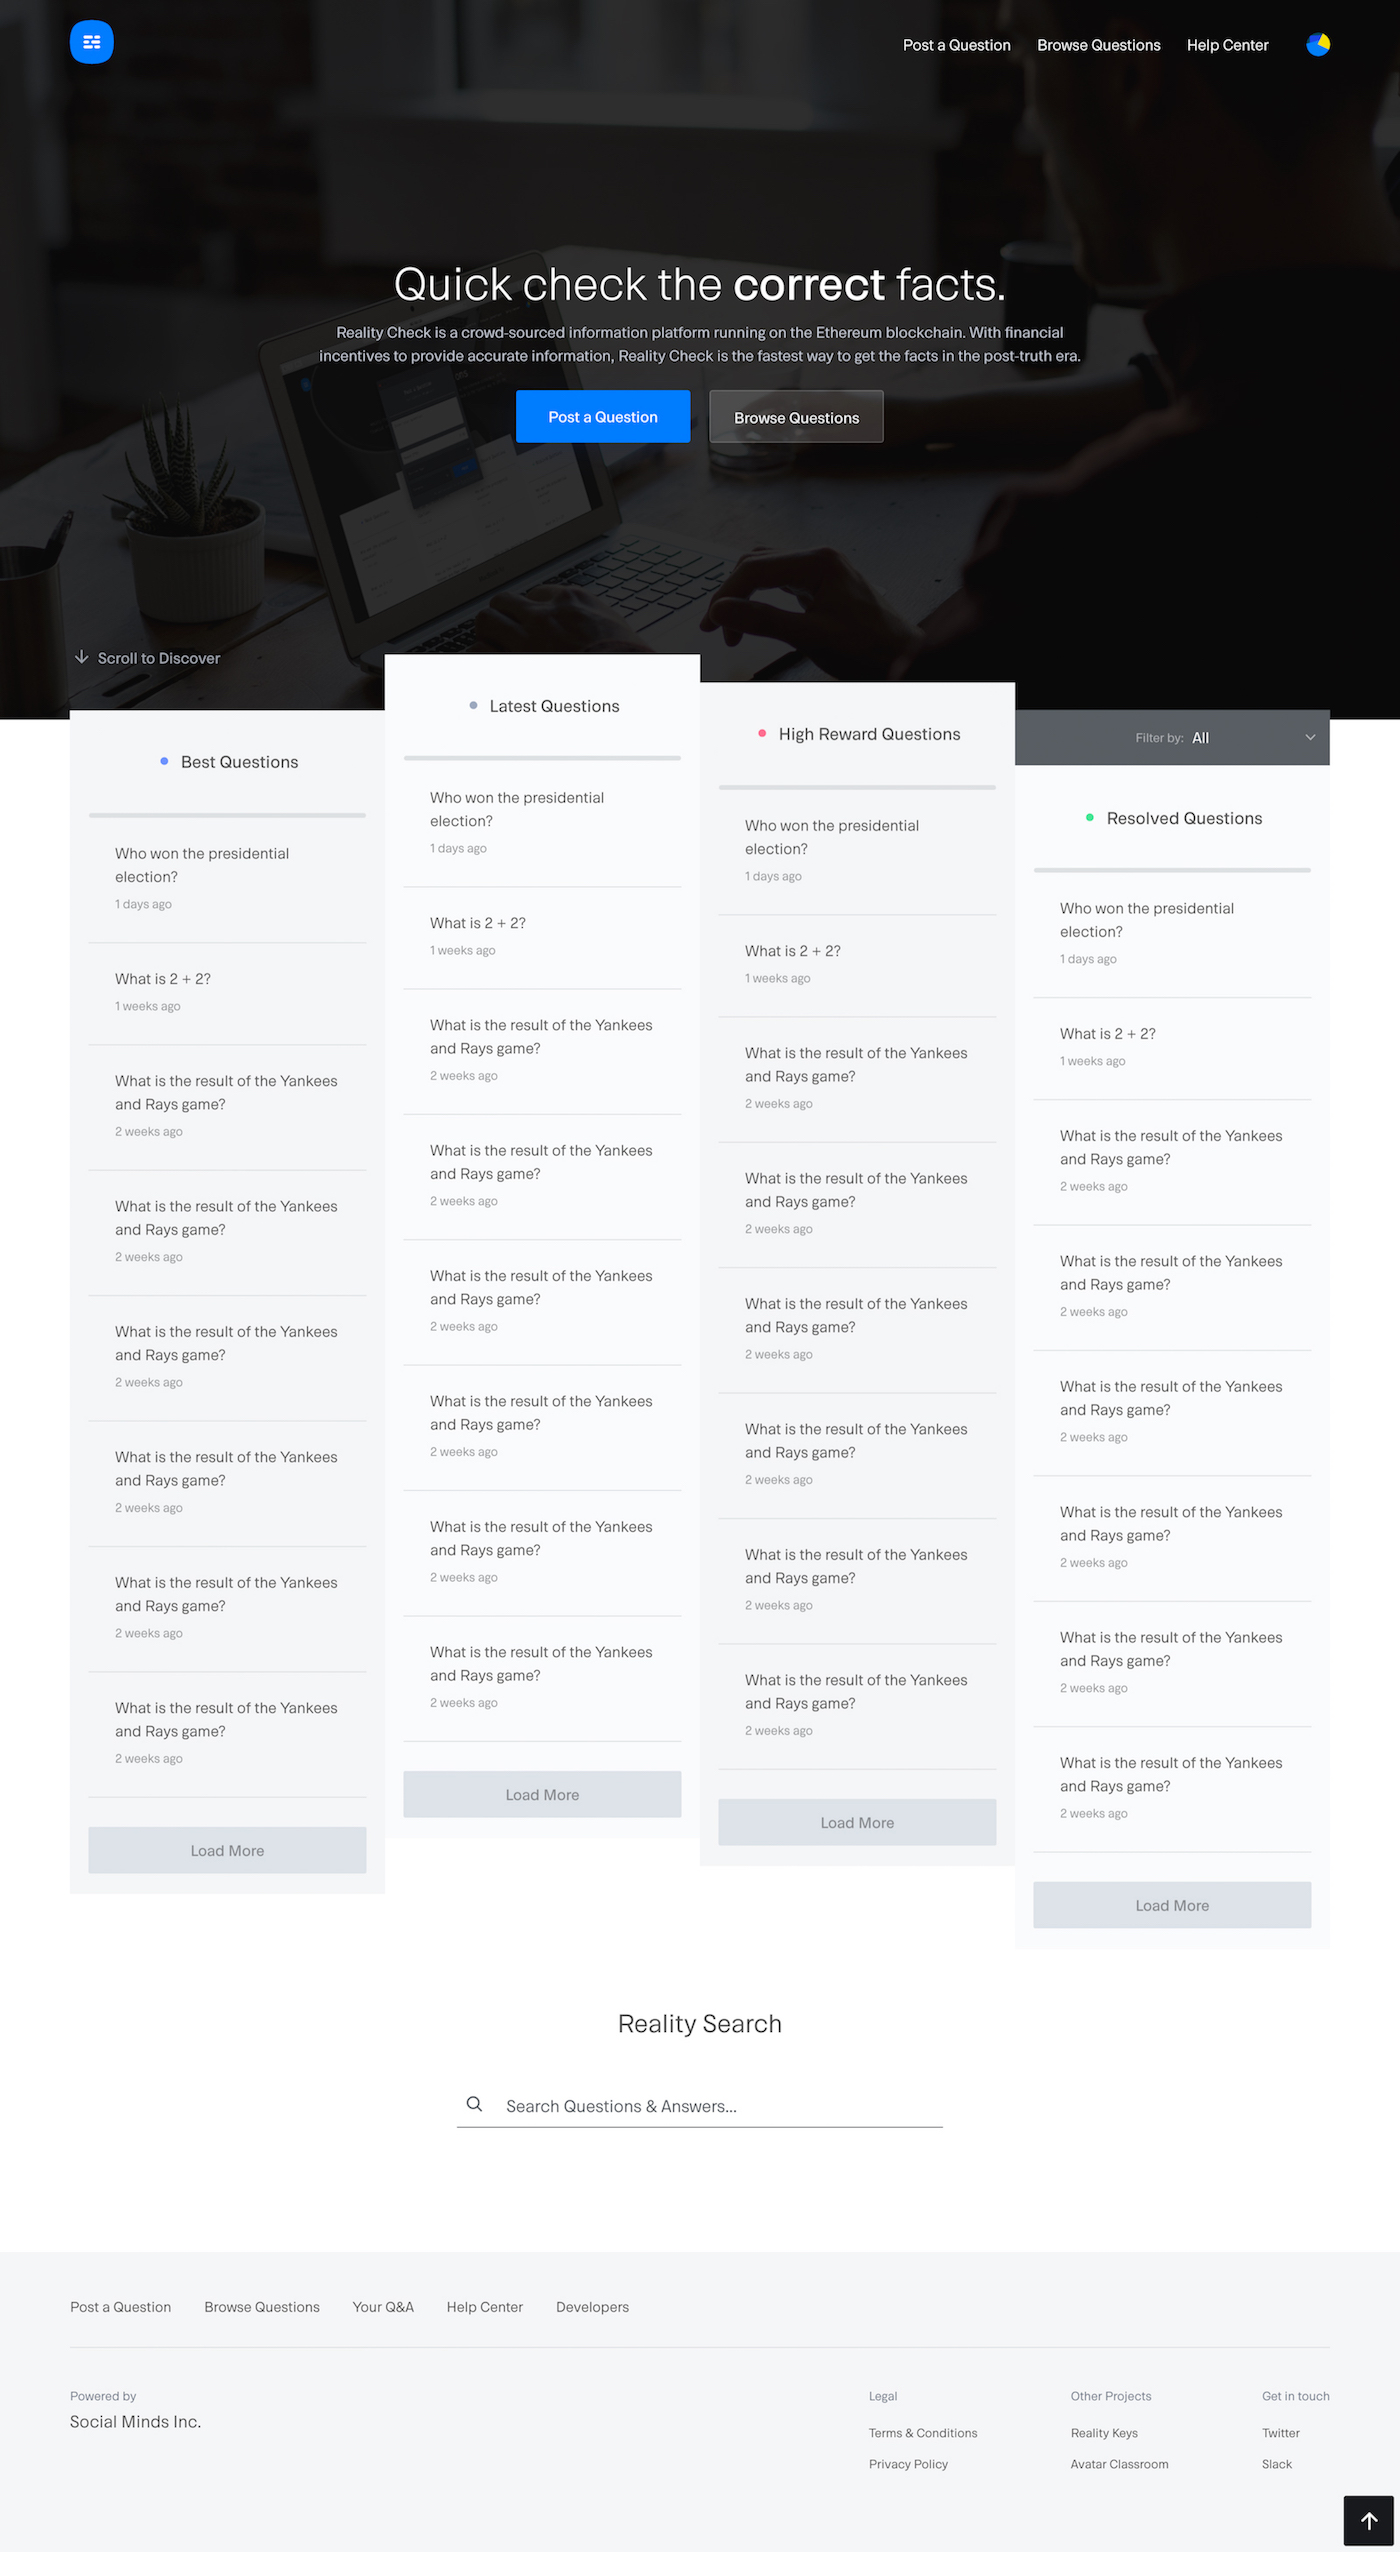 Post a Question
Browse Questions
Help Center
Quick check the correct facts.
Reality Check is a crowd-sourced information platform running on the Ethereum blockchain. With financial
incentives to provide accurate information, Reality Check is the fastest way to get the facts in the post-truth era.
Post a Question
Browse Questions
Scroll to Discover
Best Questions
Who won the presidential
election?
1 days ago
What is 2 + 2?
1 weeks ago
What is the result of the Yankees
and Rays game?
2 weeks ago
What is the result of the Yankees
and Rays game?
2 weeks ago
What is the result of the Yankees
and Rays game?
2 weeks ago
What is the result of the Yankees
and Rays game?
2 weeks ago
What is the result of the Yankees
and Rays game?
2 weeks ago
What is the result of the Yankees
and Rays game?
2 weeks ago
Load More
Latest Questions
Who won the presidential
election?
1 days ago
What is 2 + 2?
1 weeks ago
What is the result of the Yankees
and Rays game?
2 weeks ago
What is the result of the Yankees
and Rays game?
2 weeks ago
What is the result of the Yankees
and Rays game?
2 weeks ago
What is the result of the Yankees
and Rays game?
2 weeks ago
What is the result of the Yankees
and Rays game?
2 weeks ago
What is the result of the Yankees
and Rays game?
2 weeks ago
Load More
High Reward Questions
Who won the presidential
election?
1 days ago
What is 2 + 2?
1 weeks ago
What is the result of the Yankees
and Rays game?
2 weeks ago
What is the result of the Yankees
and Rays game?
2 weeks ago
What is the result of the Yankees
and Rays game?
2 weeks ago
What is the result of the Yankees
and Rays game?
2 weeks ago
What is the result of the Yankees
and Rays game?
2 weeks ago
What is the result of the Yankees
and Rays game?
2 weeks ago
Load More
Filter by: All
Resolved Questions
Who won the presidential
election?
1 days ago
What is 2 + 2?
1 weeks ago
What is the result of the Yankees
and Rays game?
2 weeks ago
What is the result of the Yankees
and Rays game?
2 weeks ago
What is the result of the Yankees
and Rays game?
2 weeks ago
What is the result of the Yankees
and Rays game?
2 weeks ago
What is the result of the Yankees
and Rays game?
2 weeks ago
What is the result of the Yankees
and Rays game?
2 weeks ago
Load More
Reality Search
Search Questions & Answers...
Post a Question
Browse Questions
Your Q&A
Help Center
Developers
Powered by
Social Minds Inc.
Legal
Terms & Conditions
Privacy Policy
Other Projects
Reality Keys
Avatar Classroom
Get in touch
Twitter
Slack